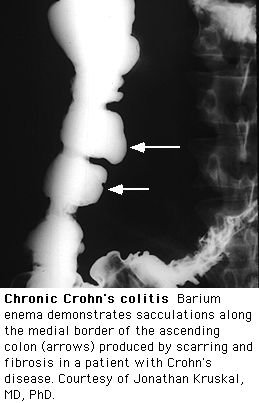 Chronic Crohn's colitis Barium
enema demonstrates sacculations along
the medial border of the ascending
colon (arrows) produced by scarring and
fibrosis in a patient with Crohn's
disease. Courtesy of Jonathan Kruskal,
MD, PhD.